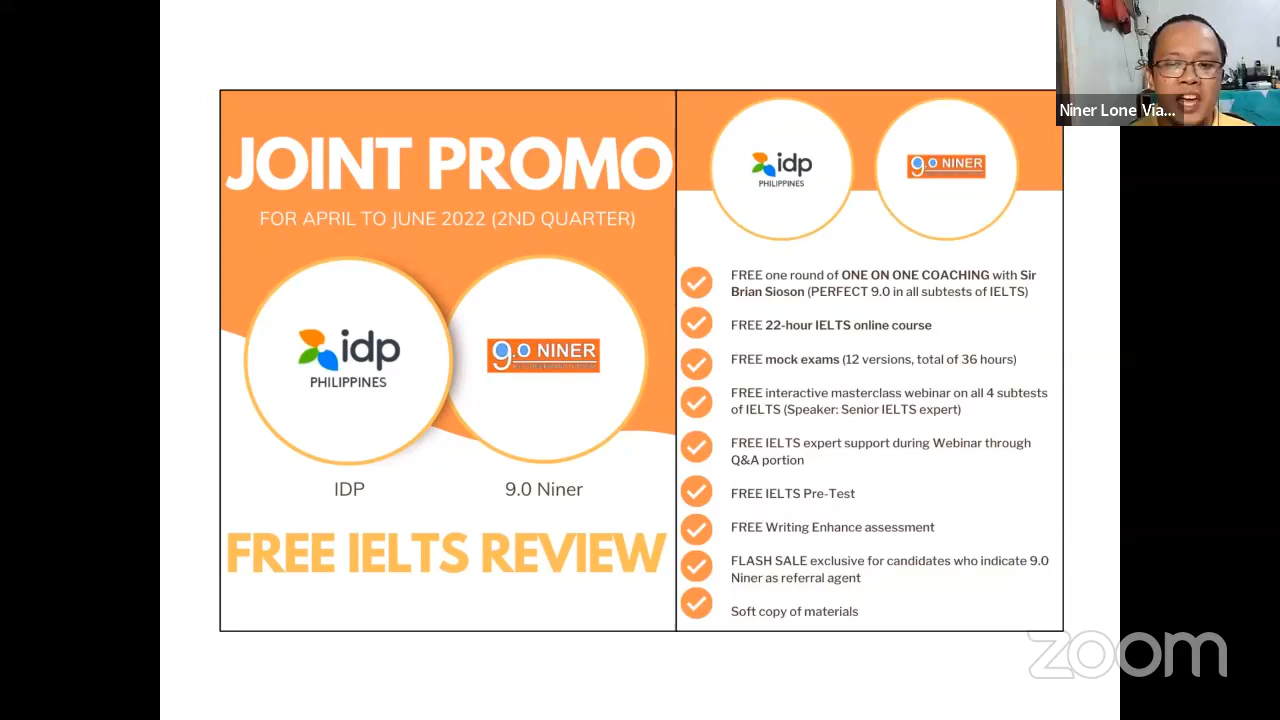 JOINT PROMO
FOR APRIL TO JUNE 2022 (2ND QUARTER)
idp
PHILIPPINES
9.0 NINER
IDP
9.0 Niner
FREE IELTS REVIEW
idp
PHILIPPINES
9.0 NINER
FREE one round of ONE ON ONE COACHING with Sir
Brian Sioson (PERFECT 9.0 in all subtests of IELTS)
FREE 22-hour IELTS online course
FREE mock exams (12 versions, total of 36 hours)
FREE interactive masterclass webinar on all 4 subtests
of IELTS (Speaker: Senior IELTS expert)
FREE IELTS expert support during Webinar through
Q&A portion
FREE IELTS Pre-Test
FREE Writing Enhance assessment
FLASH SALE exclusive for candidates who indicate 9.0
Niner as referral agent
Soft copy of materials
Niner Lone Via...
zoom